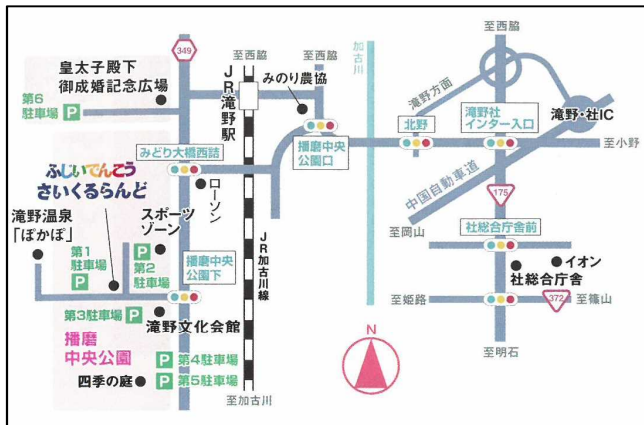 349
至西脇
至西脇
至西脇
加古川
皇太子殿下
御成婚記念広場
JR滝野駅
みのり農協
滝野方面
第6
駐車場
P
北野
滝野社
インター入口
滝野・社IC
みどり大橋西詰
播磨中央
公園口
至小野
ふじいでんこう
さいくるらんど
ローソン
中国自動車道
175
滝野温泉
「ぽかぽ」
スポーツ
ゾーン
至岡山
第1
駐車場
P
P
第2
駐車場
播磨中央
公園下
JR加古川線
社総合庁舎前
イオン
社総合庁舎
至姫路
372
至篠山
第3駐車場 P
滝野文化会館
播磨
中央公園
N
至明石
P 第4駐車場
四季の庭
P 第5駐車場
至加古川